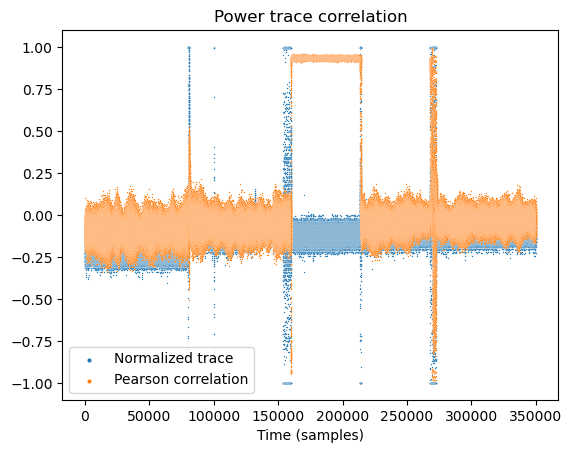 Power trace correlation
1.00
0.75
0.50
0.25
0.00
−0.25
−0.50
−0.75
−1.00
Normalized trace
Pearson correlation
0 50000 100000 150000 200000 250000 300000 350000
Time (samples)